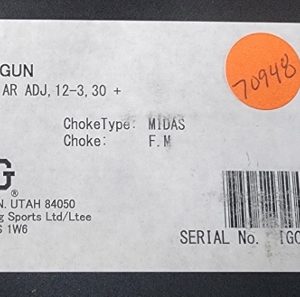 GUN
AR ADJ, 12-3, 30 +
70948
ChokeType: MIDAS
Choke: F.M
G®
N. UTAH 84050
g Sports Ltd/Ltee
S 1W6
SERIAL No. IGO